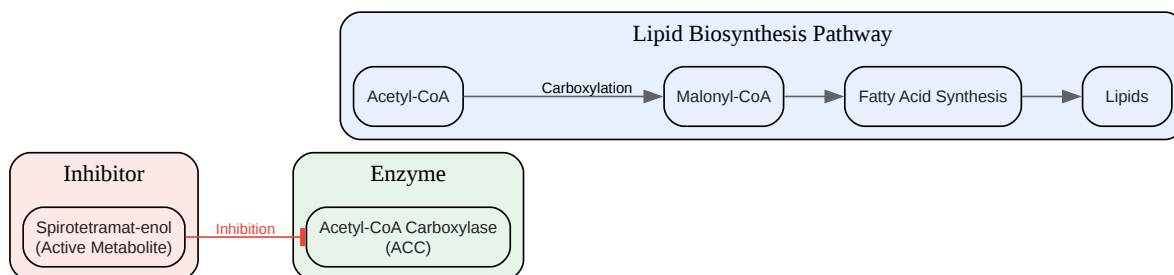 Lipid Biosynthesis Pathway
Acetyl-CoA
Carboxylation
Malonyl-CoA
Fatty Acid Synthesis
Lipids
Inhibitor
Spirotetramat-enol
(Active Metabolite)
Inhibition
Enzyme
Acetyl-CoA Carboxylase
(ACC)